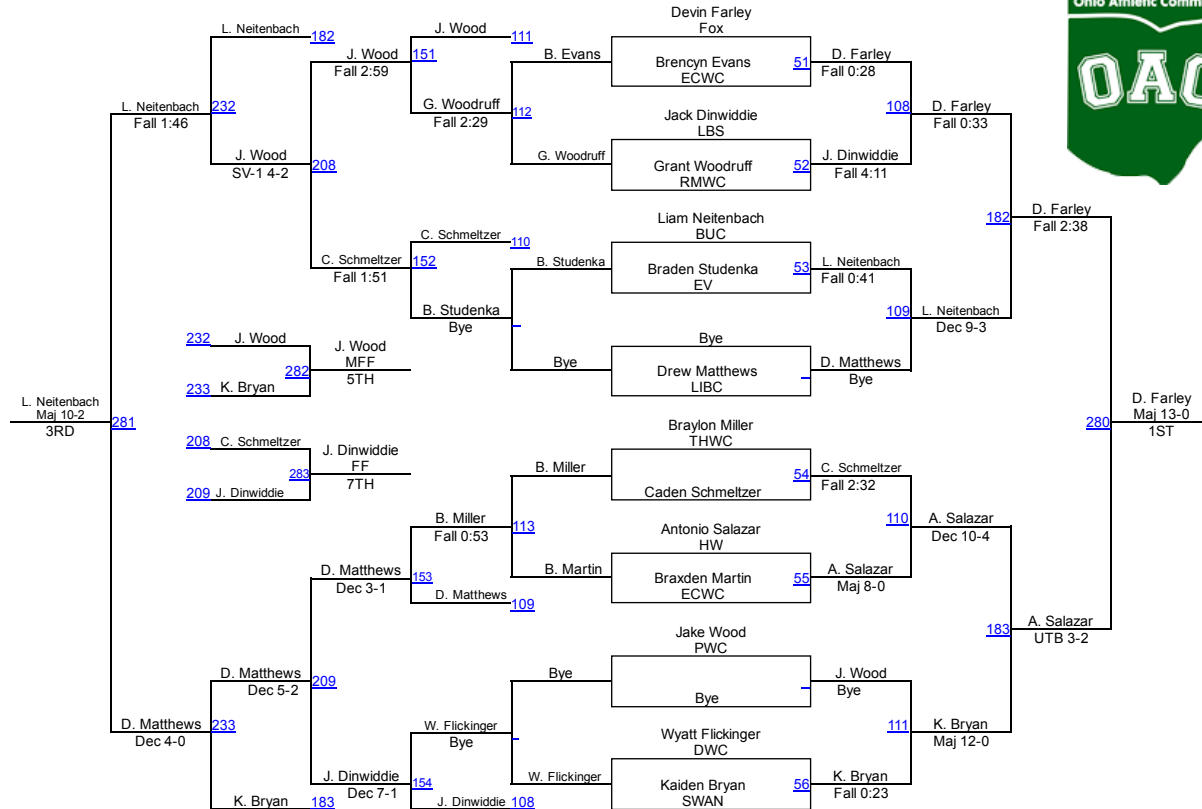 Ohio Athletic Comm
OAC
Devin Farley
Fox
Brencyn Evans
ECWC
51
Jack Dinwiddie
LBS
Grant Woodruff
RMWC
52
Liam Neitenbach
BUC
Braden Studenka
EV
53
Bye
Drew Matthews
LIBC
Braylon Miller
THWC
Caden Schmeltzer
54
Antonio Salazar
HW
Braxden Martin
ECWC
55
Jake Wood
PWC
Bye
Wyatt Flickinger
DWC
Kaiden Bryan
SWAN
56
D. Farley
Fall 0:28
J. Dinwiddie
Fall 4:11
L. Neitenbach
Fall 0:41
D. Matthews
Bye
C. Schmeltzer
Fall 2:32
A. Salazar
Maj 8-0
J. Wood
Bye
K. Bryan
Fall 0:23
108
D. Farley
Fall 0:33
109
L. Neitenbach
Dec 9-3
110
A. Salazar
Dec 10-4
111
K. Bryan
Maj 12-0
182
D. Farley
Fall 2:38
183
A. Salazar
UTB 3-2
280
D. Farley
Maj 13-0
1ST
B. Evans
G. Woodruff
B. Studenka
Bye
B. Miller
B. Martin
Bye
W. Flickinger
J. Wood
111
112
G. Woodruff
Fall 2:29
C. Schmeltzer
110
B. Studenka
Bye
B. Miller
Fall 0:53
113
D. Matthews
109
W. Flickinger
Bye
J. Dinwiddie
108
151
J. Wood
Fall 2:59
152
C. Schmeltzer
Fall 1:51
153
D. Matthews
Dec 3-1
154
J. Dinwiddie
Dec 7-1
L. Neitenbach
182
208
J. Wood
SV-1 4-2
209
D. Matthews
Dec 5-2
K. Bryan
183
232
L. Neitenbach
Fall 1:46
233
D. Matthews
Dec 4-0
281
L. Neitenbach
Maj 10-2
3RD
232
J. Wood
233
K. Bryan
282
J. Wood
MFF
5TH
208
C. Schmeltzer
209
J. Dinwiddie
283
J. Dinwiddie
FF
7TH